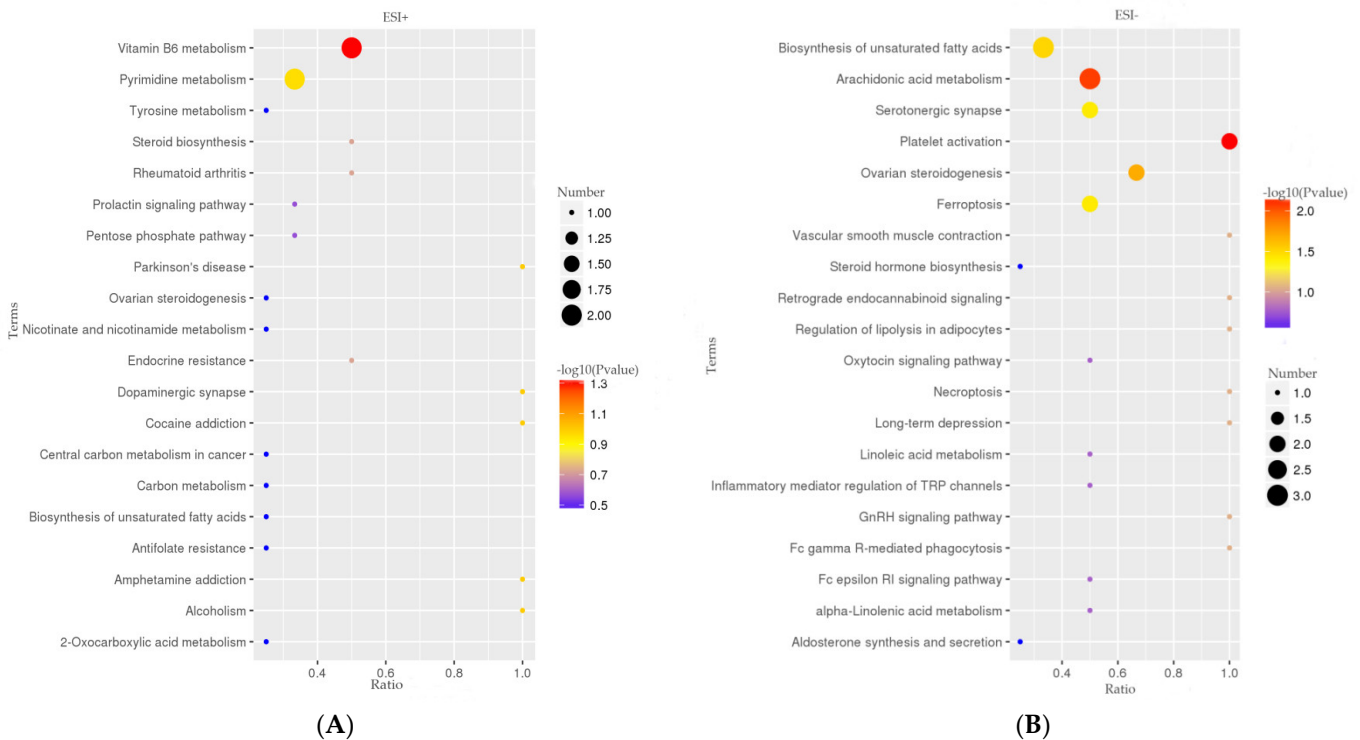 ESI+
Vitamin B6 metabolism
Pyrimidine metabolism
Tyrosine metabolism
Steroid biosynthesis
Rheumatoid arthritis
Prolactin signaling pathway
Pentose phosphate pathway
Parkinson's disease
Ovarian steroidogenesis
Nicotinate and nicotinamide metabolism
Endocrine resistance
Dopaminergic synapse
Cocaine addiction
Central carbon metabolism in cancer
Carbon metabolism
Biosynthesis of unsaturated fatty acids
Antifolate resistance
Amphetamine addiction
Alcoholism
2-Oxocarboxylic acid metabolism
Terms
0.4 0.6 0.8 1.0
Ratio
Number
1.00
1.25
1.50
1.75
2.00
-log10(Pvalue)
1.3
1.1
0.9
0.7
0.5
(A)
ESI-
Biosynthesis of unsaturated fatty acids
Arachidonic acid metabolism
Serotonergic synapse
Platelet activation
Ovarian steroidogenesis
Ferroptosis
Vascular smooth muscle contraction
Steroid hormone biosynthesis
Retrograde endocannabinoid signaling
Regulation of lipolysis in adipocytes
Oxytocin signaling pathway
Necroptosis
Long-term depression
Linoleic acid metabolism
Inflammatory mediator regulation of TRP channels
GnRH signaling pathway
Fc gamma R-mediated phagocytosis
Fc epsilon RI signaling pathway
alpha-Linolenic acid metabolism
Aldosterone synthesis and secretion
Terms
0.4 0.6 0.8 1.0
Ratio
-log10(Pvalue)
2.0
1.5
1.0
Number
1.0
1.5
2.0
2.5
3.0
(B)